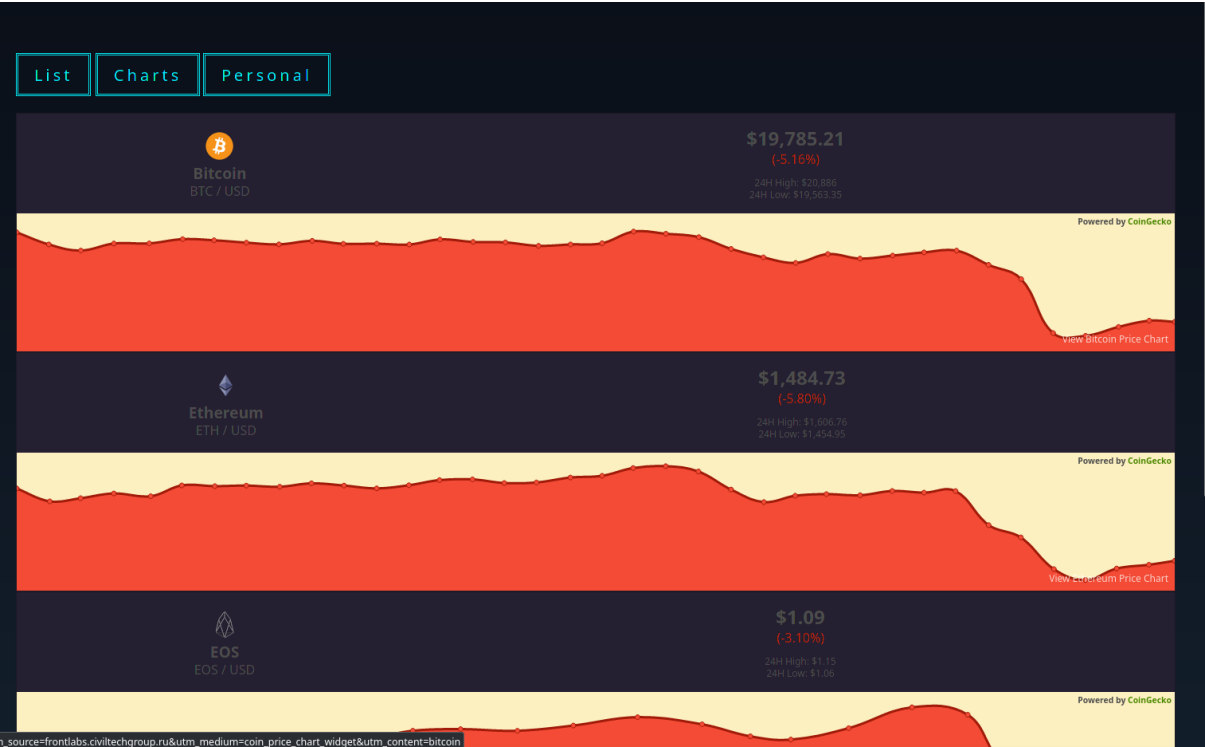 List Charts Personal
Bitcoin
BTC / USD
$19,785.21
(-5.16%)
24H High: $20,886
24H Low: $19,563.35
Powered by CoinGecko
View Bitcoin Price Chart
Ethereum
ETH / USD
$1,484.73
(-5.80%)
24H High: $1,606.76
24H Low: $1,454.95
Powered by CoinGecko
View Ethereum Price Chart
EOS
EOS / USD
$1.09
(-3.10%)
24H High: $1.15
24H Low: $1.06
Powered by CoinGecko
n_source=frontlabs.civiltechgroup.ru&utm_medium=coin_price_chart_widget&utm_content=bitcoin